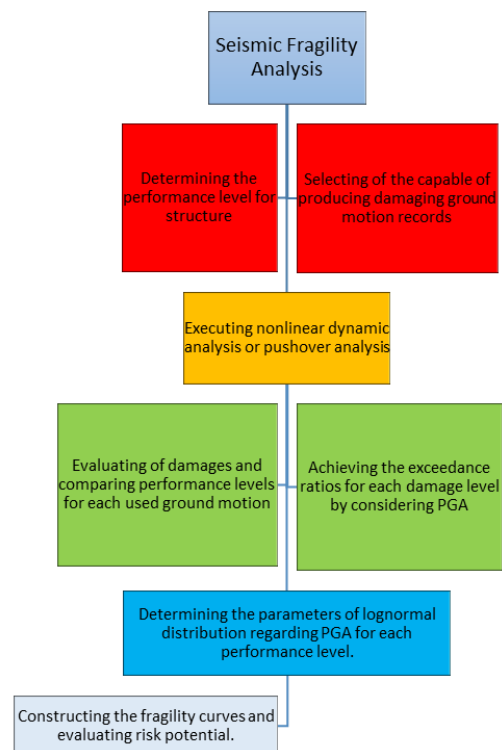 Seismic Fragility
Analysis
Determining the
performance level for
structure
Selecting of the capable of
producing damaging ground
motion records
Executing nonlinear dynamic
analysis or pushover analysis
Evaluating of damages and
comparing performance levels
for each used ground motion
Achieving the exceedance
ratios for each damage level
by considering PGA
Determining the parameters of lognormal
distribution regarding PGA for each
performance level.
Constructing the fragility curves and
evaluating risk potential.